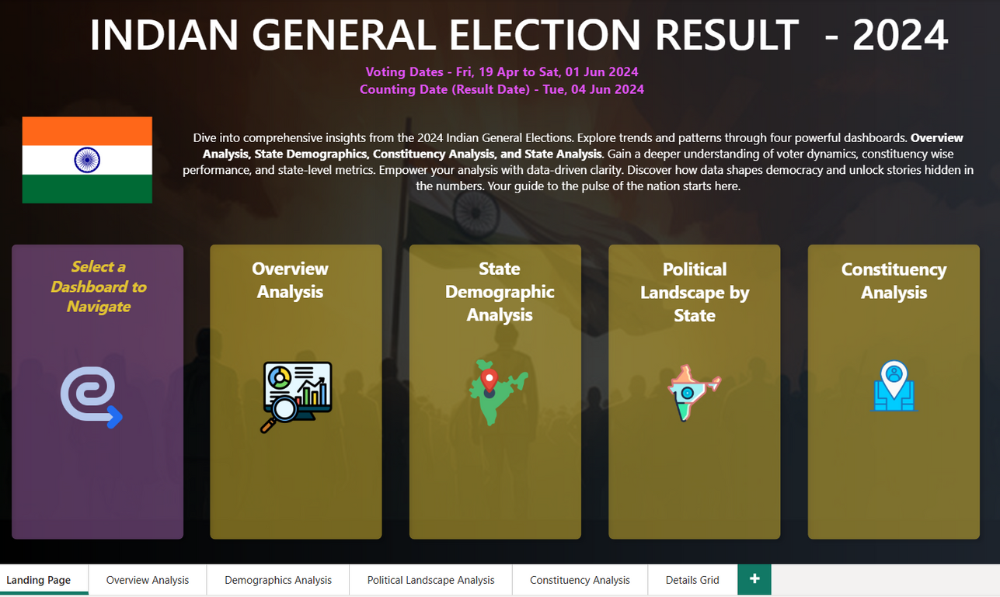 INDIAN GENERAL ELECTION RESULT - 2024
Voting Dates - Fri, 19 Apr to Sat, 01 Jun 2024
Counting Date (Result Date) - Tue, 04 Jun 2024
Dive into comprehensive insights from the 2024 Indian General Elections. Explore trends and patterns through four powerful dashboards. Overview
Analysis, State Demographics, Constituency Analysis, and State Analysis. Gain a deeper understanding of voter dynamics, constituency wise
performance, and state-level metrics. Empower your analysis with data-driven clarity. Discover how data shapes democracy and unlock stories hidden in
the numbers. Your guide to the pulse of the nation starts here.
Select a
Dashboard to
Navigate
Overview
Analysis
State
Demographic
Analysis
Political
Landscape by
State
Constituency
Analysis
Landing Page
Overview Analysis
Demographics Analysis
Political Landscape Analysis
Constituency Analysis
Details Grid
+